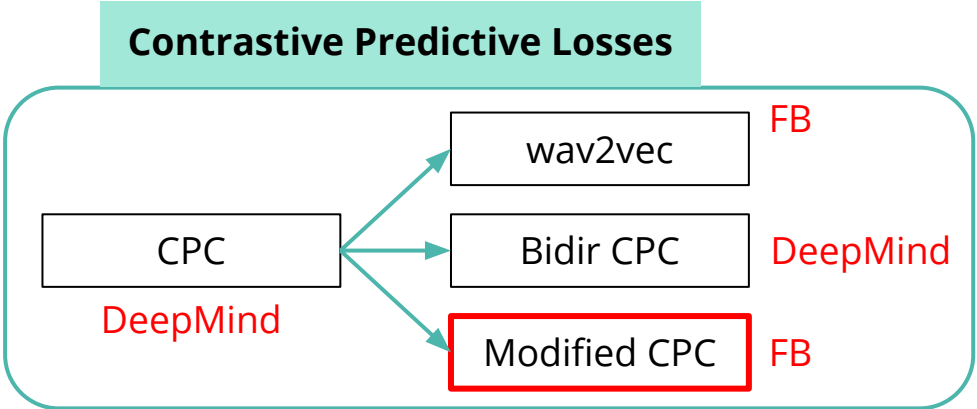 Contrastive Predictive Losses
FB
wav2vec
CPC
Bidir CPC
DeepMind
DeepMind
Modified CPC
FB